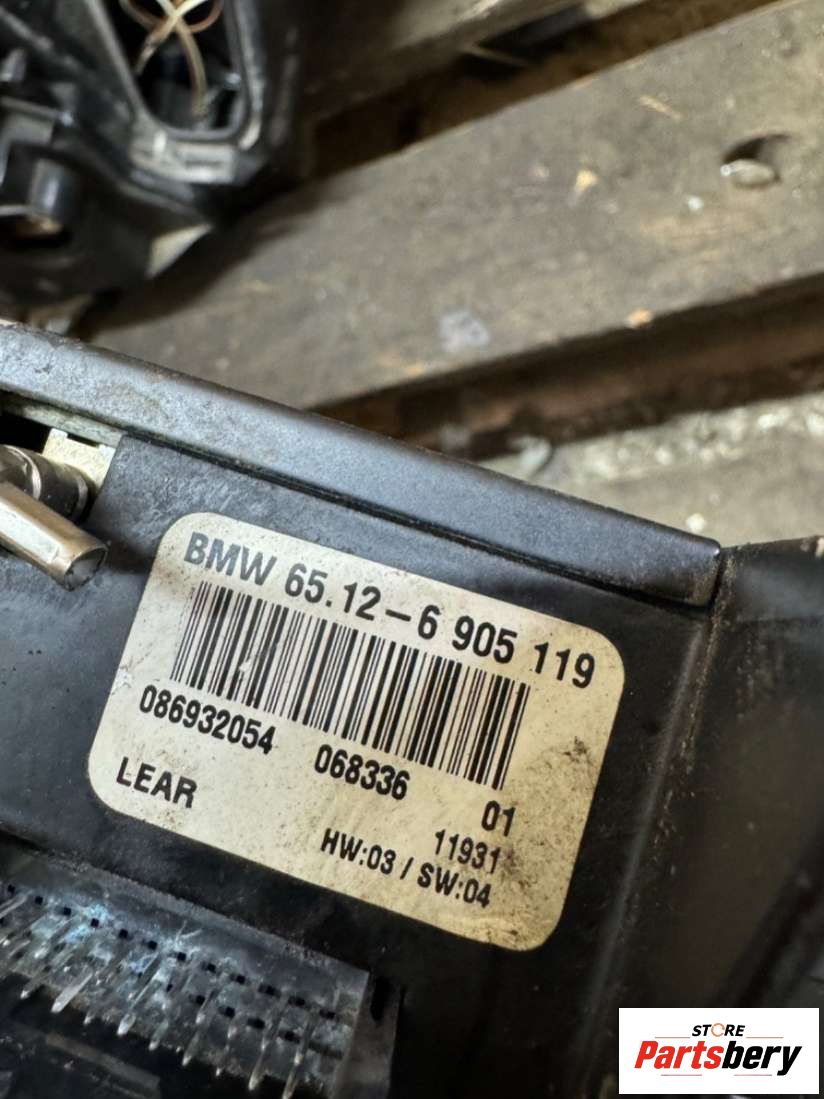 BMW 65.12-6 905 119
086932054 068336 01
LEAR 11931
HW:03 / SW:04
STORE
Partsbery